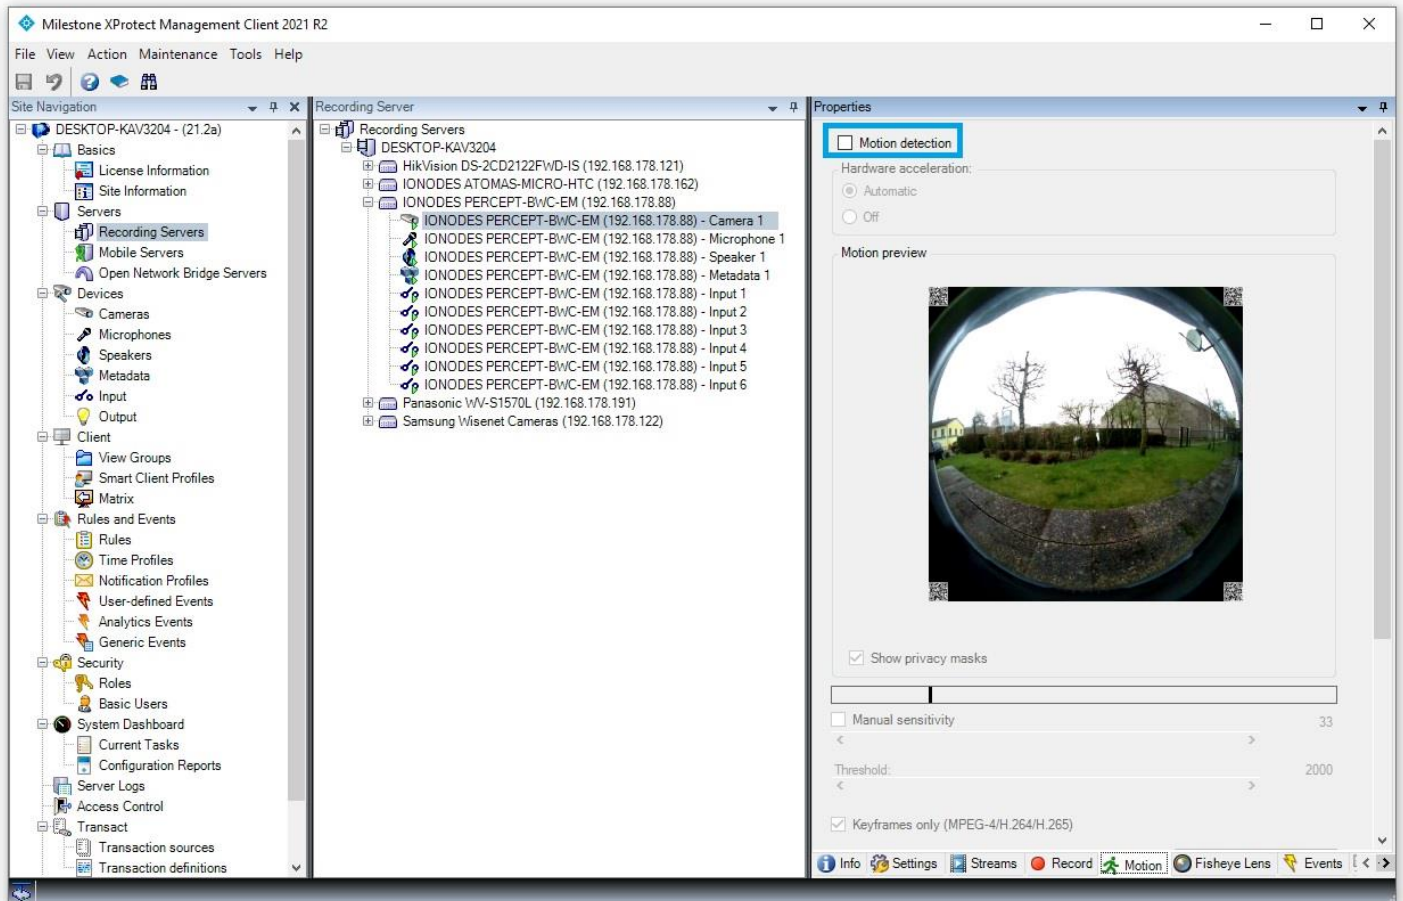 Milestone XProtect Management Client 2021 R2
File View Action Maintenance Tools Help
Site Navigation
DESKTOP-KAV3204 - (21.2a)
Basics
License Information
Site Information
Servers
Recording Servers
Mobile Servers
Open Network Bridge Servers
Devices
Cameras
Microphones
Speakers
Metadata
Input
Output
Client
View Groups
Smart Client Profiles
Matrix
Rules and Events
Rules
Time Profiles
Notification Profiles
User-defined Events
Analytics Events
Generic Events
Security
Roles
Basic Users
System Dashboard
Current Tasks
Configuration Reports
Server Logs
Access Control
Transact
Transaction sources
Transaction definitions
Recording Server
Recording Servers
DESKTOP-KAV3204
HikVision DS-2CD2122FWD-IS (192.168.178.121)
IONODES ATOMAS-MICRO-HTC (192.168.178.162)
IONODES PERCEPT-BWC-EM (192.168.178.88)
IONODES PERCEPT-BWC-EM (192.168.178.88) - Camera 1
IONODES PERCEPT-BWC-EM (192.168.178.88) - Microphone 1
IONODES PERCEPT-BWC-EM (192.168.178.88) - Speaker 1
IONODES PERCEPT-BWC-EM (192.168.178.88) - Metadata 1
IONODES PERCEPT-BWC-EM (192.168.178.88) - Input 1
IONODES PERCEPT-BWC-EM (192.168.178.88) - Input 2
IONODES PERCEPT-BWC-EM (192.168.178.88) - Input 3
IONODES PERCEPT-BWC-EM (192.168.178.88) - Input 4
IONODES PERCEPT-BWC-EM (192.168.178.88) - Input 5
IONODES PERCEPT-BWC-EM (192.168.178.88) - Input 6
Panasonic WV-S1570L (192.168.178.191)
Samsung Wisenet Cameras (192.168.178.122)
Properties
Motion detection
Hardware acceleration:
Automatic
Off
Motion preview
Show privacy masks
Manual sensitivity 33
Threshold: 2000
Keyframes only (MPEG-4/H.264/H.265)
Info Settings Streams Record Motion Fisheye Lens Events